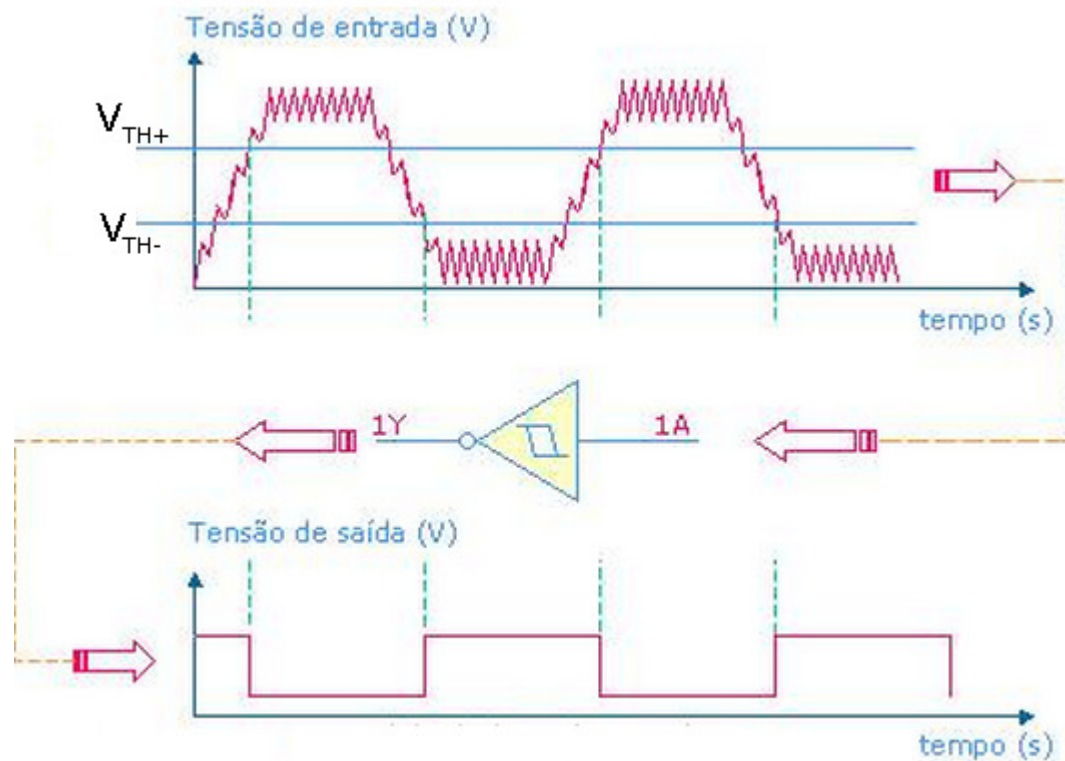 Tensão de entrada (V)
VTH+
VTH-
tempo (s)
1Y
1A
Tensão de saída (V)
tempo (s)